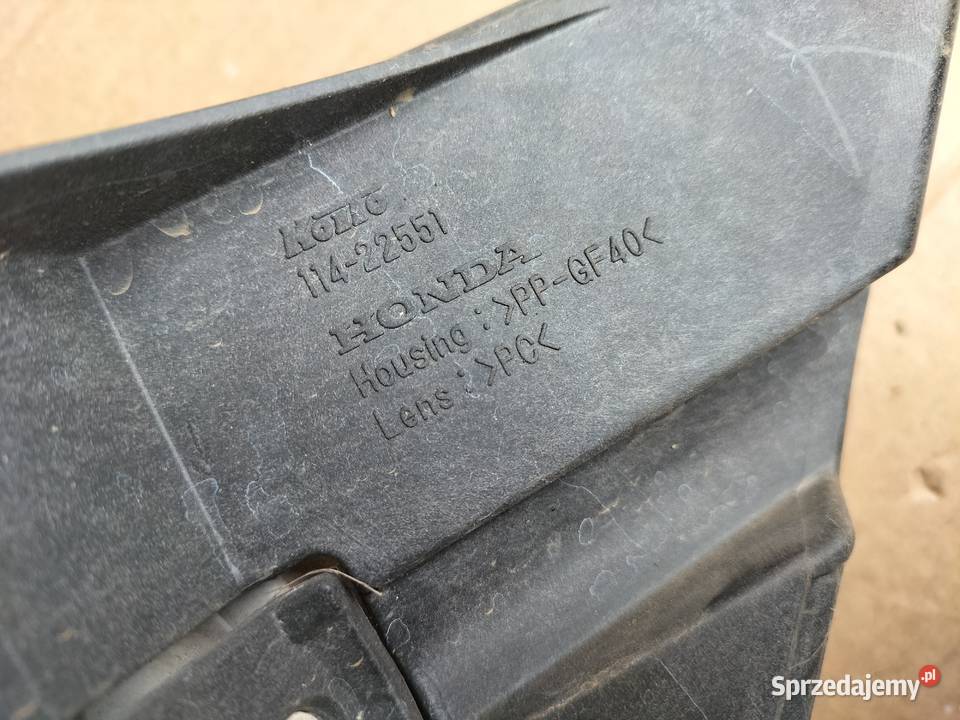 KOITO
114-22551
HONDA
Housing : >PP-GF40<
Lens : >PC<
Sprzedajemy.pl